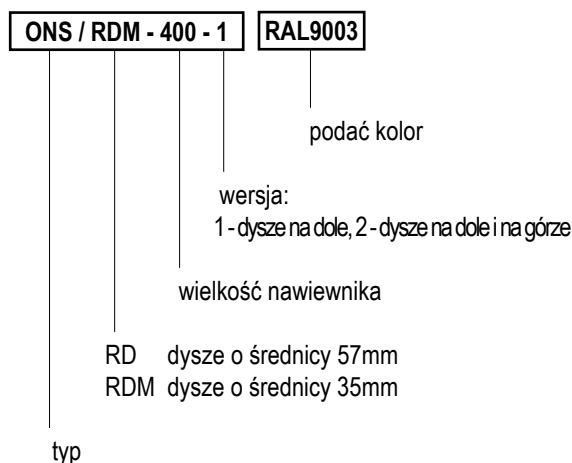 ONS / RDM - 400 - 1 RAL9003
podać kolor
wersja:
1 - dysze na dole, 2 - dysze na dole i na górze
wielkość nawiewnika
RD dysze o średnicy 57mm
RDM dysze o średnicy 35mm
typ